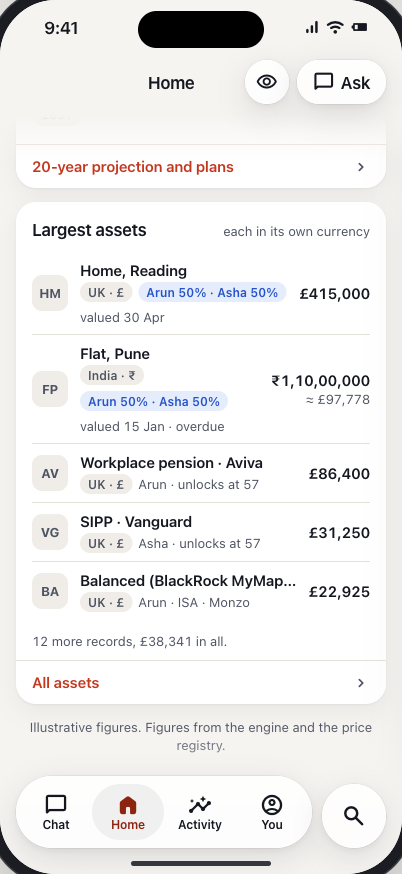 9:41
Home
Ask
20-year projection and plans
Largest assets
each in its own currency
HM
Home, Reading
UK · £
Arun 50% · Asha 50%
£415,000
valued 30 Apr
FP
Flat, Pune
India · ₹
Arun 50% · Asha 50%
₹1,10,00,000
≈ £97,778
valued 15 Jan · overdue
AV
Workplace pension · Aviva
UK · £
Arun · unlocks at 57
£86,400
VG
SIPP · Vanguard
UK · £
Asha · unlocks at 57
£31,250
BA
Balanced (BlackRock MyMap...
UK · £
Arun · ISA · Monzo
£22,925
12 more records, £38,341 in all.
All assets
Illustrative figures. Figures from the engine and the price
registry.
Chat
Home
Activity
You